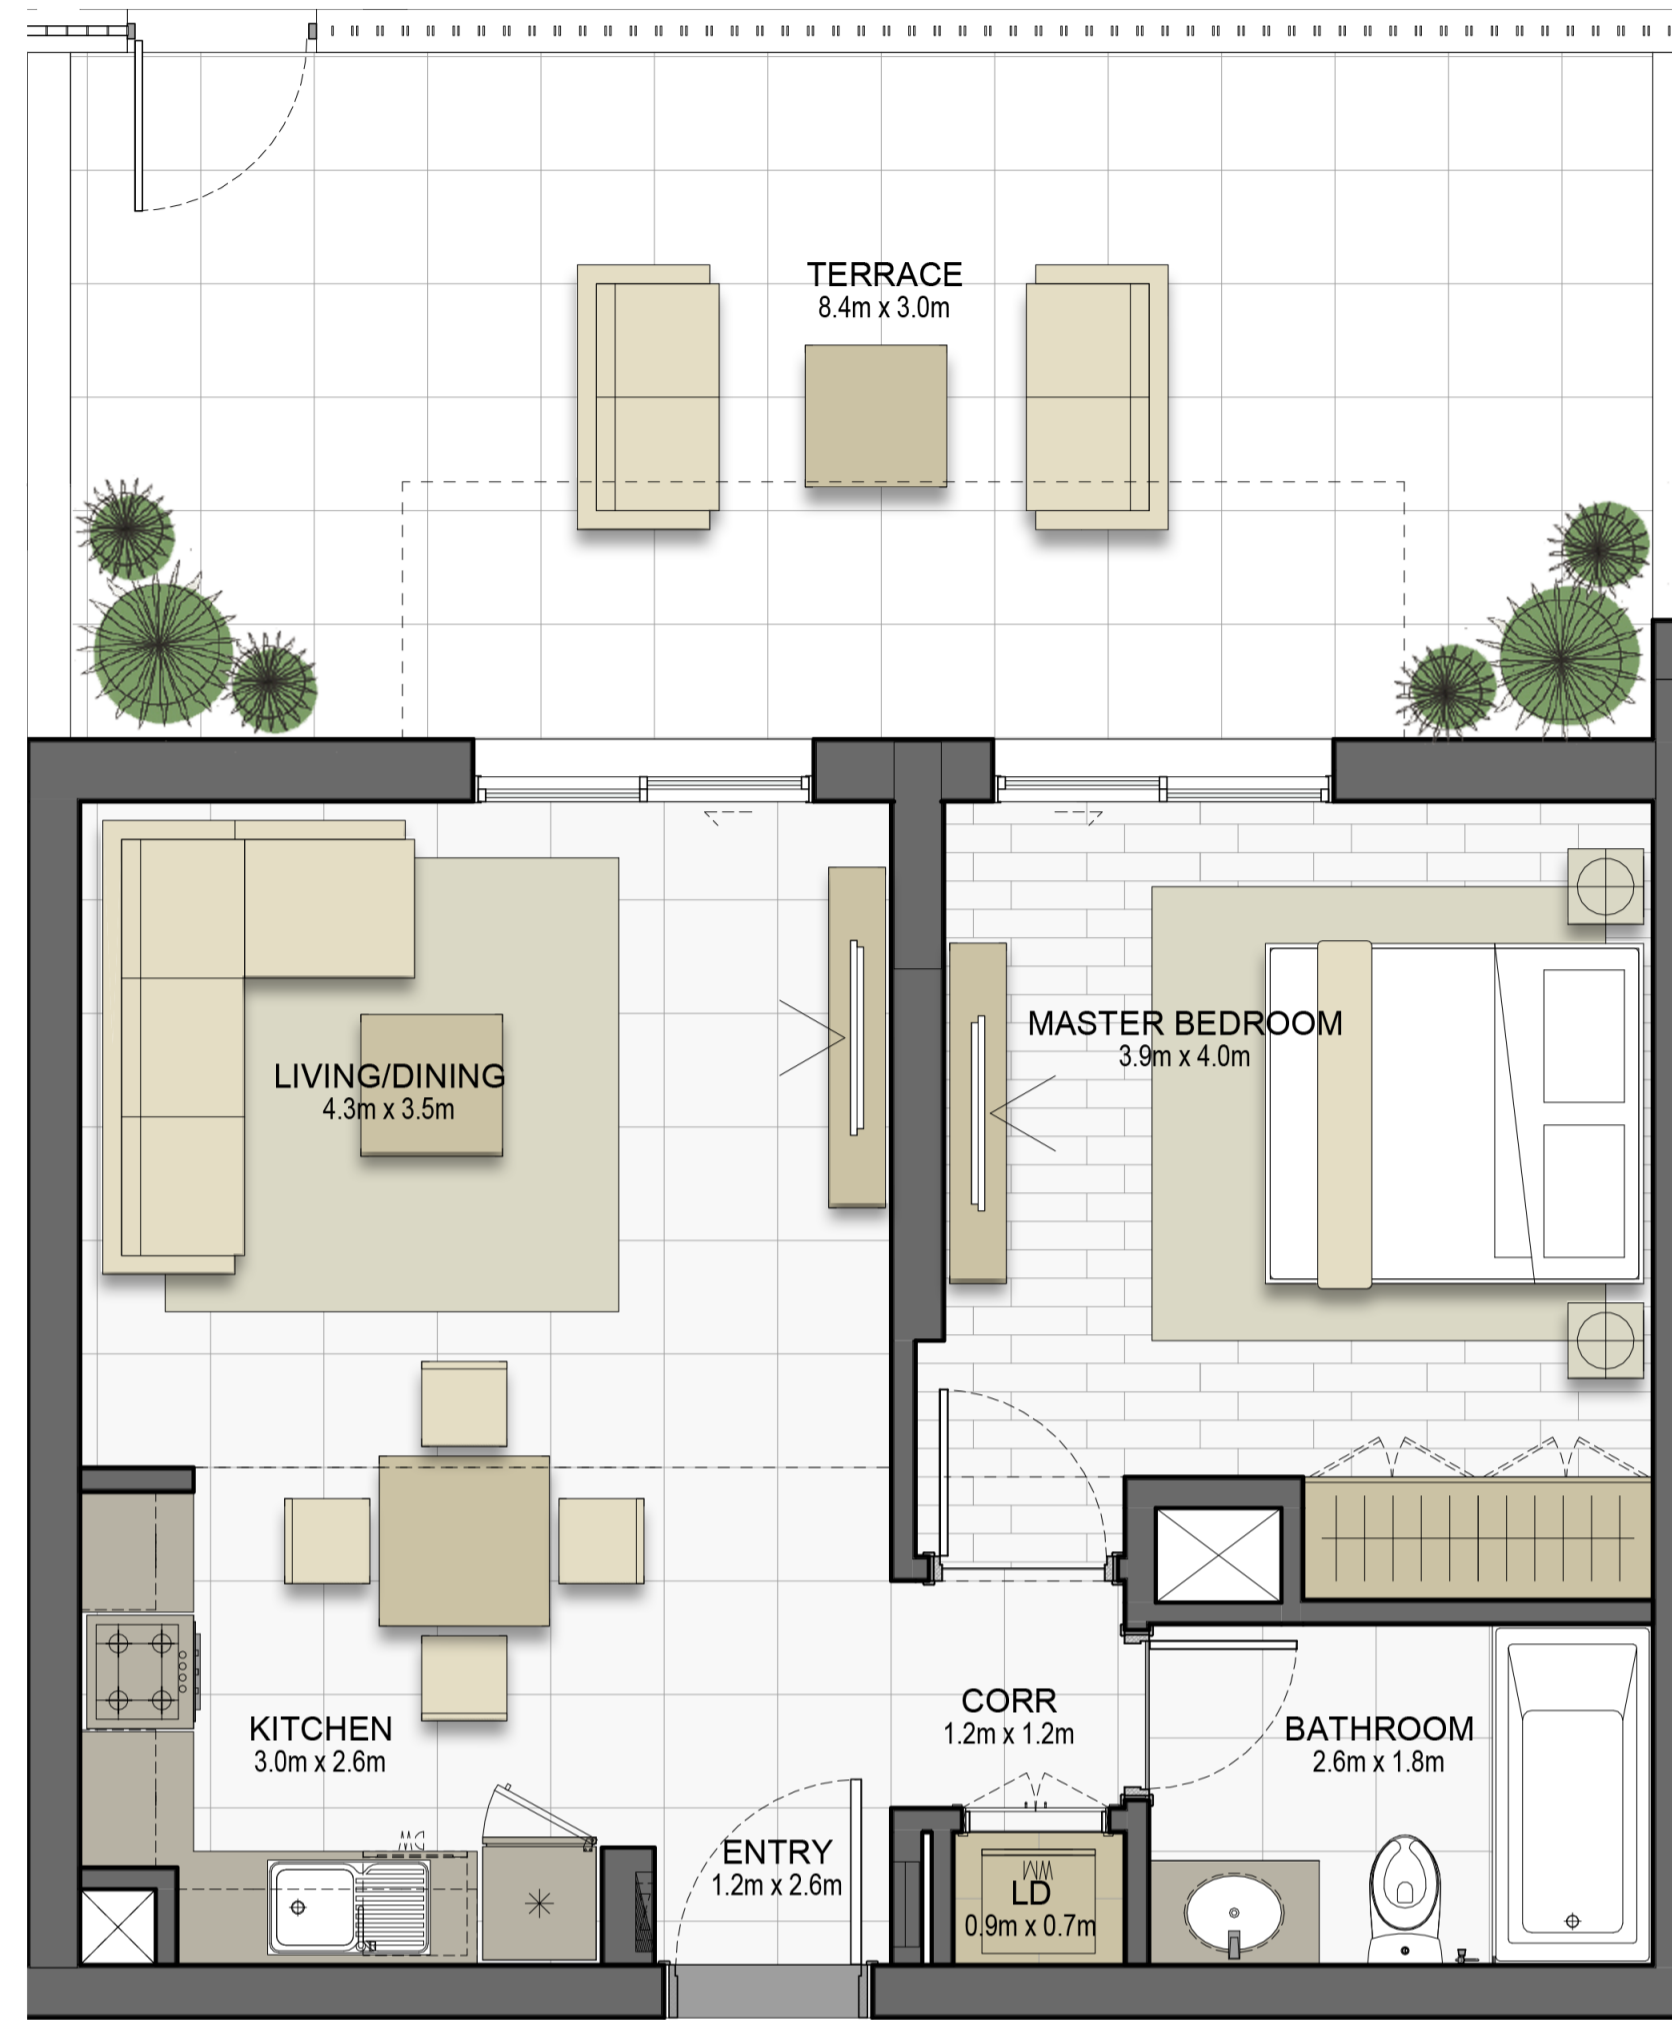 TERRACE
8.4m x 3.0m
MASTER BEDROOM
3.9m x 4.0m
LIVING/DINING
4.3m x 3.5m
CORR
1.2m x 1.2m
KITCHEN
3.0m x 2.6m
BATHROOM
2.6m x 1.8m
DW
ENTRY
1.2m x 2.6m
WM
LD
0.9m x 0.7m